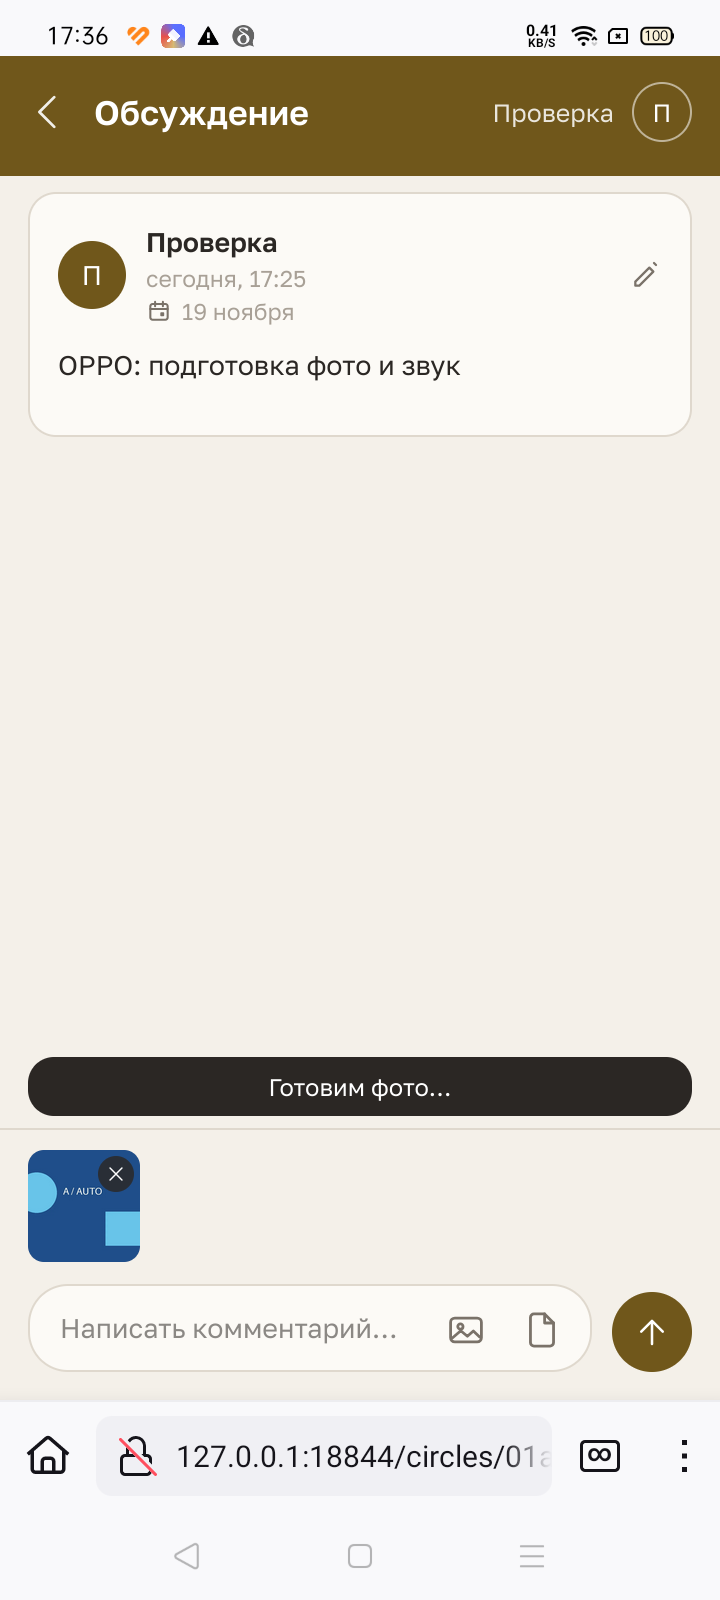 17:36
0.41
KB/S
100
Обсуждение
Проверка
П
П
Проверка
сегодня, 17:25
19 ноября
OPPO: подготовка фото и звук
Готовим фото...
A / AUTO
Написать комментарий...
127.0.0.1:18844/circles/01a